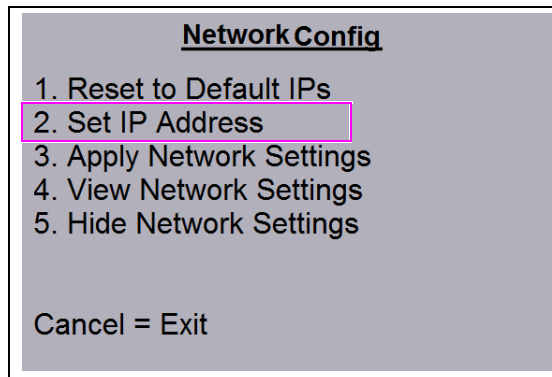 Network Config
1. Reset to Default IPs
2. Set IP Address
3. Apply Network Settings
4. View Network Settings
5. Hide Network Settings
Cancel = Exit